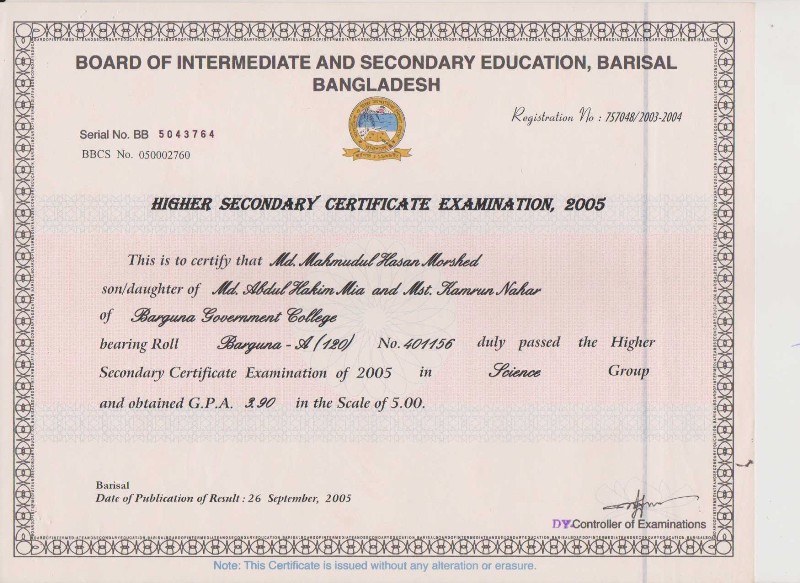 BOARD OF INTERMEDIATE AND SECONDARY EDUCATION, BARISAL
BANGLADESH
Registration No : 757048/2003-2004
Serial No. BB 5043764
BBCS No. 050002760
HIGHER SECONDARY CERTIFICATE EXAMINATION, 2005
This is to certify that Md. Mahmudul Hasan Morshed
son/daughter of Md. Abdul Hakim Mia and Mst. Kamrun Nahar
of Barguna Government College
bearing Roll Barguna - A (120) No. 401156 duly passed the Higher
Secondary Certificate Examination of 2005 in Science Group
and obtained G.P.A. 3.90 in the Scale of 5.00.
Barisal
Date of Publication of Result : 26 September, 2005
DY.Controller of Examinations
Note: This Certificate is issued without any alteration or erasure.